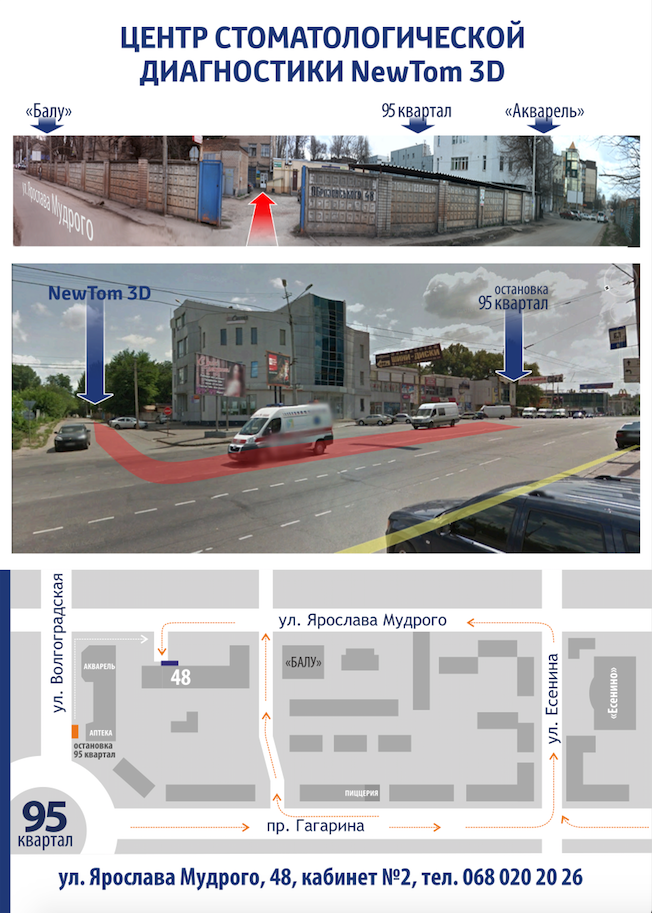 ЦЕНТР СТОМАТОЛОГИЧЕСКОЙ
ДИАГНОСТИКИ NewTom 3D
«Балу»
95 квартал
«Акварель»
ул. Ярослава Мудрого
NewTom 3D
остановка
95 квартал
ШИНИ-ДИСКИ
ул. Волгоградская
ул. Ярослава Мудрого
АКВАРЕЛЬ
48
«БАЛУ»
ул. Есенина
«Есенино»
АПТЕКА
остановка
95 квартал
ПИЦЦЕРИЯ
95
квартал
пр. Гагарина
ул. Ярослава Мудрого, 48, кабинет №2, тел. 068 020 20 26